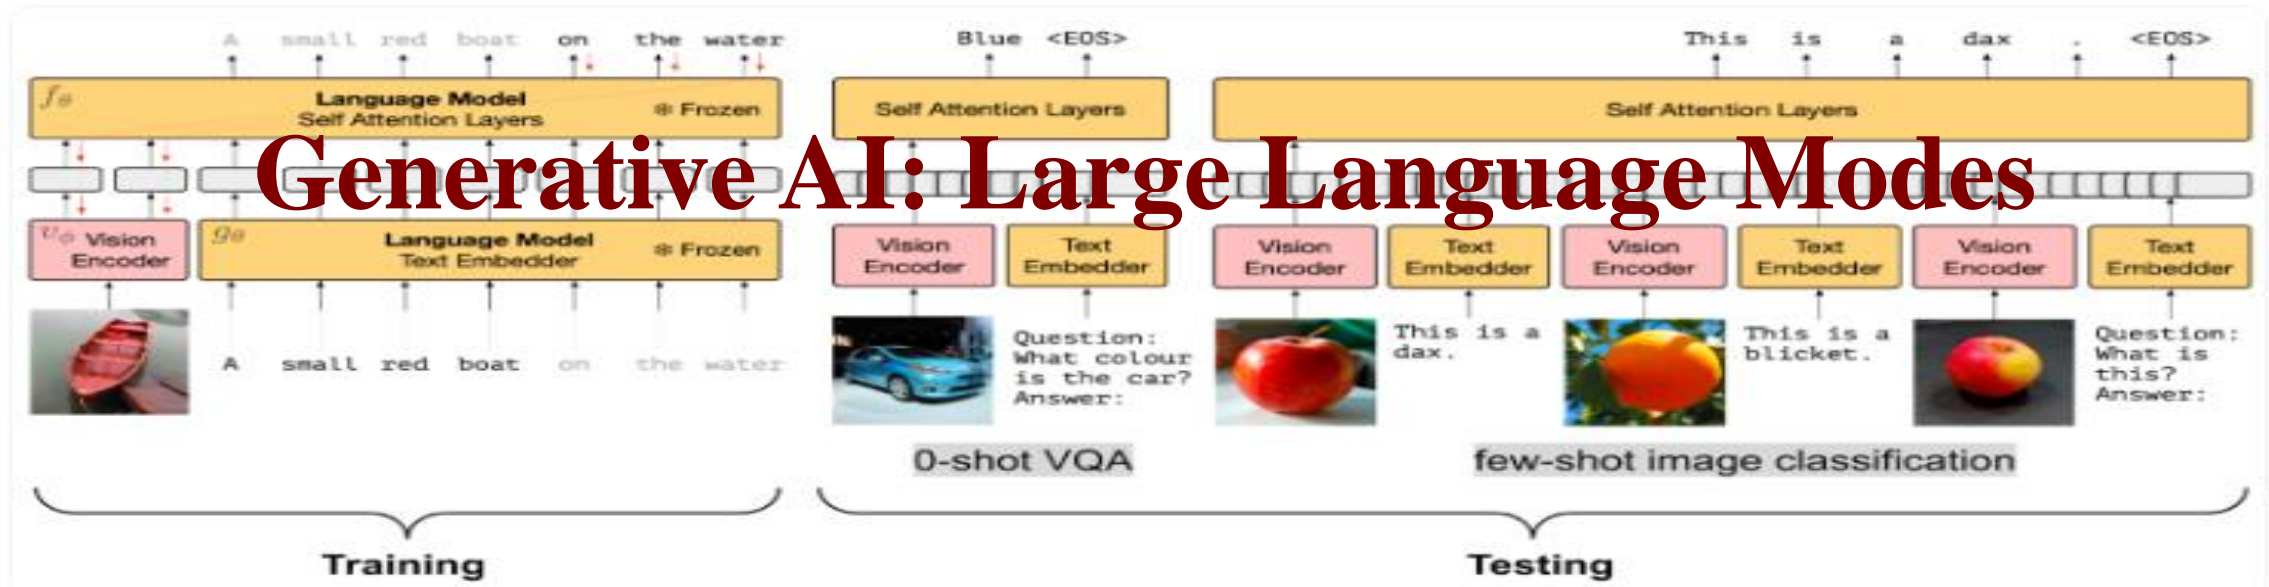 A small red boat on the water
Blue <EOS>
This is a dax . <EOS>
fθ
Language Model
Self Attention Layers
❄ Frozen
Self Attention Layers
Self Attention Layers
Generative AI: Large Language Modes
vϕ Vision
Encoder
gθ
Language Model
Text Embedder
❄ Frozen
Vision
Encoder
Text
Embedder
Vision
Encoder
Text
Embedder
Vision
Encoder
Text
Embedder
Vision
Encoder
Text
Embedder
A small red boat on the water
Question:
What colour
is the car?
Answer:
This is a
dax.
This is a
blicket.
Question:
What is
this?
Answer:
0-shot VQA
few-shot image classification
Training
Testing